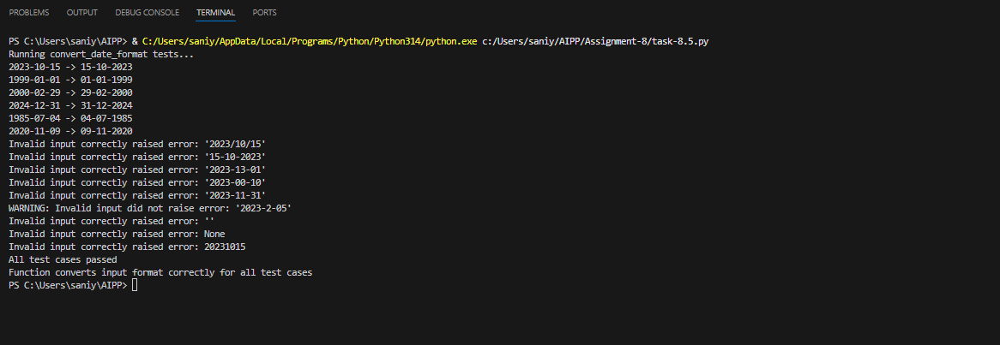 PROBLEMS OUTPUT DEBUG CONSOLE TERMINAL PORTS
PS C:\Users\saniy\AIPP> & C:/Users/saniy/AppData/Local/Programs/Python/Python314/python.exe c:/Users/saniy/AIPP/Assignment-8/task-8.5.py
Running convert_date_format tests...
2023-10-15 -> 15-10-2023
1999-01-01 -> 01-01-1999
2000-02-29 -> 29-02-2000
2024-12-31 -> 31-12-2024
1985-07-04 -> 04-07-1985
2020-11-09 -> 09-11-2020
Invalid input correctly raised error: '2023/10/15'
Invalid input correctly raised error: '15-10-2023'
Invalid input correctly raised error: '2023-13-01'
Invalid input correctly raised error: '2023-00-10'
Invalid input correctly raised error: '2023-11-31'
WARNING: Invalid input did not raise error: '2023-2-05'
Invalid input correctly raised error: ''
Invalid input correctly raised error: None
Invalid input correctly raised error: 20231015
All test cases passed
Function converts input format correctly for all test cases
PS C:\Users\saniy\AIPP>